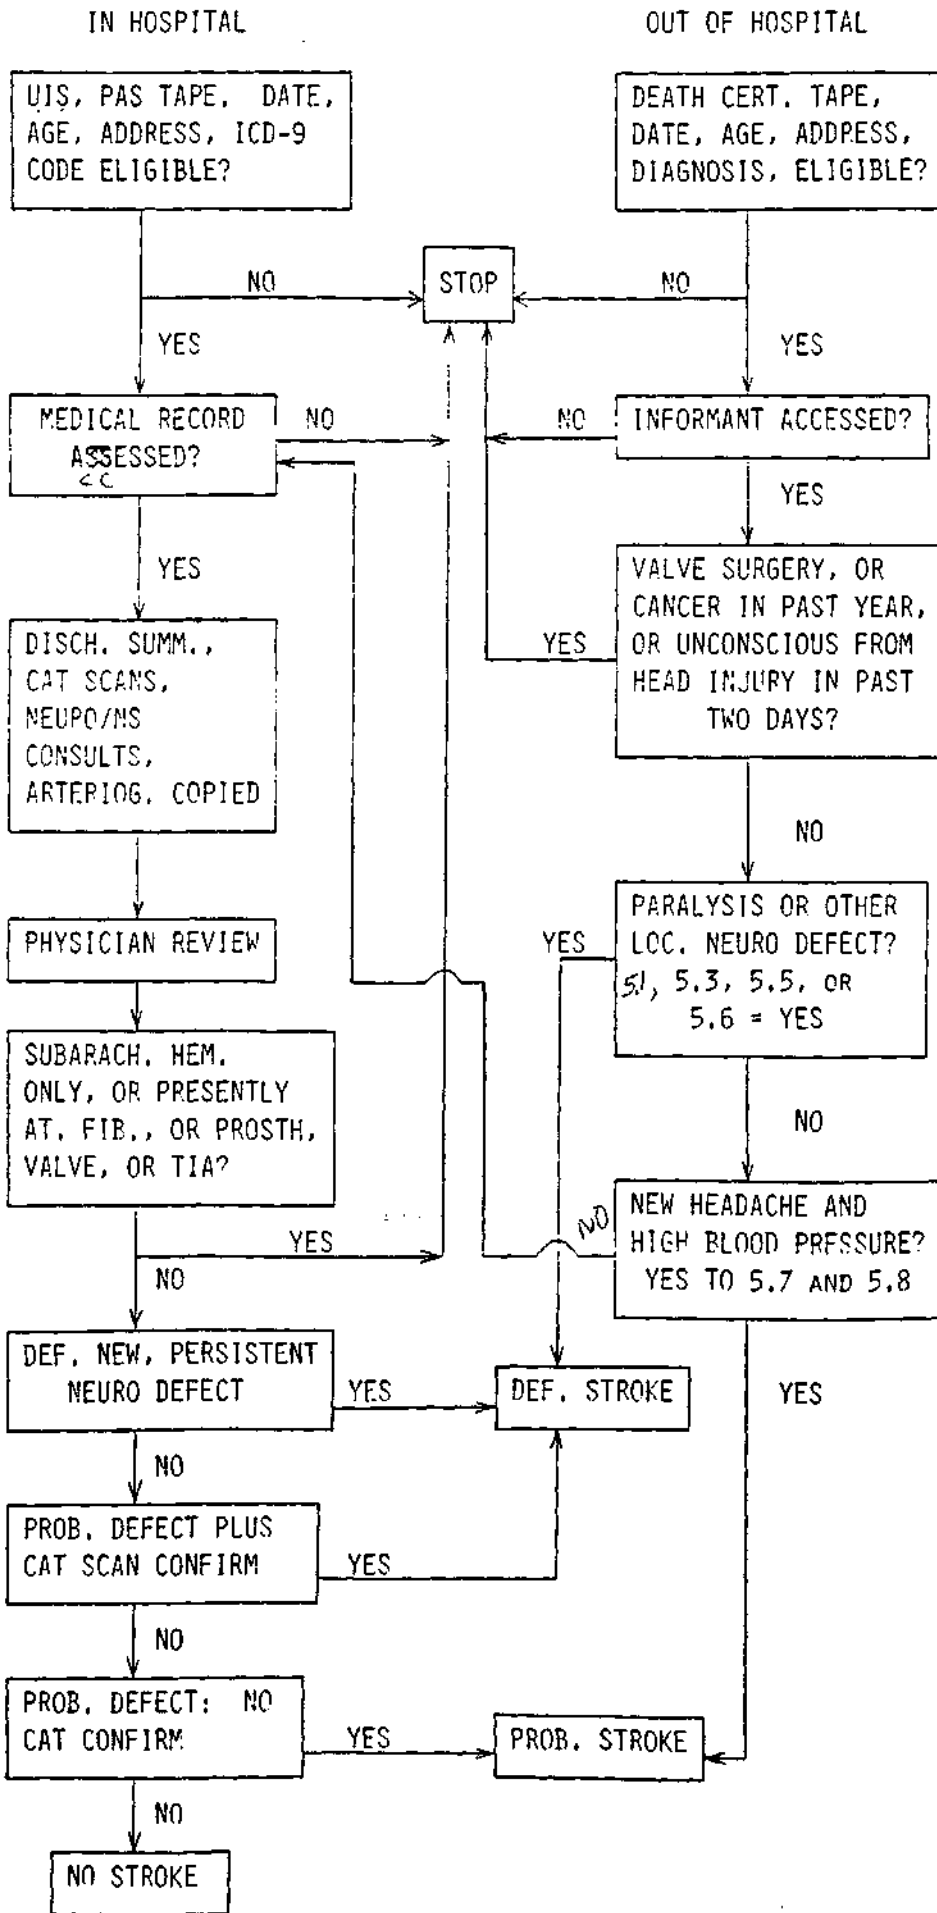 IN HOSPITAL
OUT OF HOSPITAL
UIS, PAS TAPE, DATE,
AGE, ADDRESS, ICD-9
CODE ELIGIBLE?
DEATH CERT. TAPE,
DATE, AGE, ADDRESS,
DIAGNOSIS, ELIGIBLE?
NO
STOP
NO
YES
YES
MEDICAL RECORD
ASSESSED?
CC
NO
NO
INFORMANT ACCESSED?
YES
YES
DISCH. SUMM.,
CAT SCANS,
NEUPO/NS
CONSULTS,
ARTERIOG. COPIED
VALVE SURGERY, OR
CANCER IN PAST YEAR,
OR UNCONSCIOUS FROM
HEAD INJURY IN PAST
TWO DAYS?
YES
NO
PHYSICIAN REVIEW
PARALYSIS OR OTHER
LOC. NEURO DEFECT?
5.1, 5.3, 5.5, OR
5.6 = YES
YES
NO
SUBARACH. HEM.
ONLY, OR PRESENTLY
AT. FIB., OR PROSTH,
VALVE, OR TIA?
YES
NO
NEW HEADACHE AND
HIGH BLOOD PRESSURE?
YES TO 5.7 AND 5.8
NO
YES
DEF. NEW, PERSISTENT
NEURO DEFECT
YES
DEF. STROKE
NO
PROB. DEFECT PLUS
CAT SCAN CONFIRM
YES
NO
PROB. DEFECT: NO
CAT CONFIRM
YES
PROB. STROKE
NO
NO STROKE